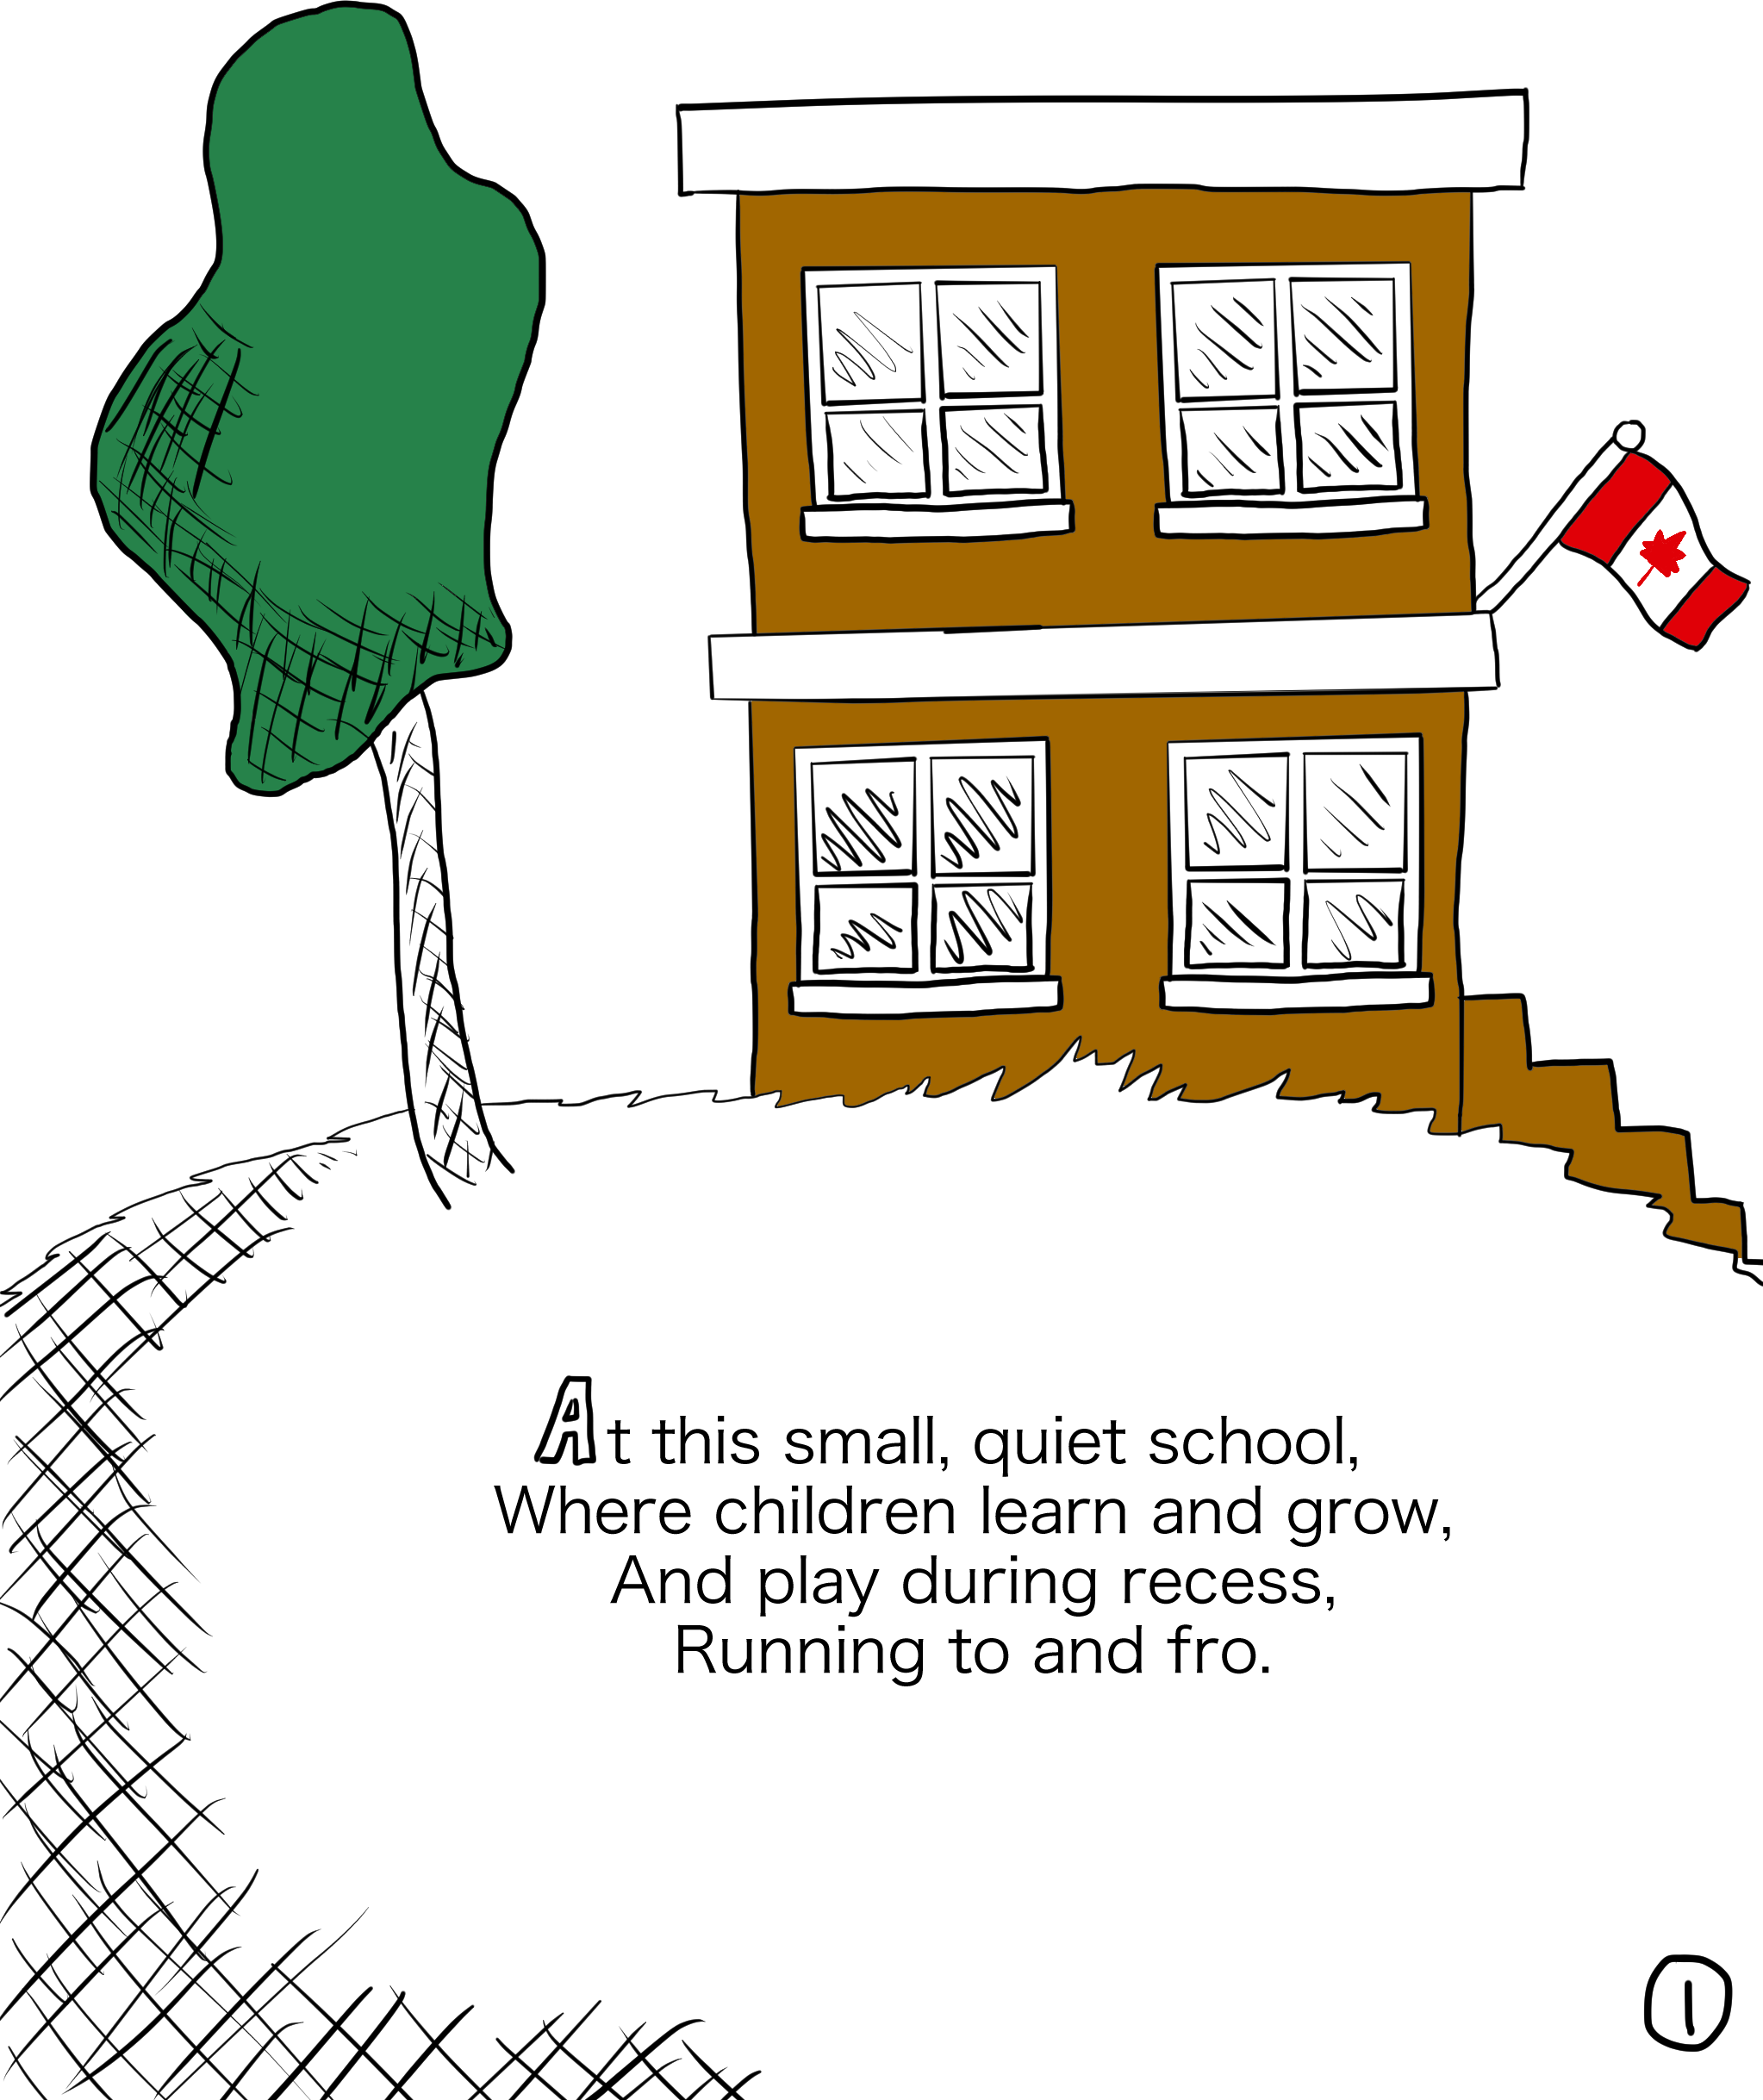 At this small, quiet school,
Where children learn and grow,
And play during recess,
Running to and fro.
1